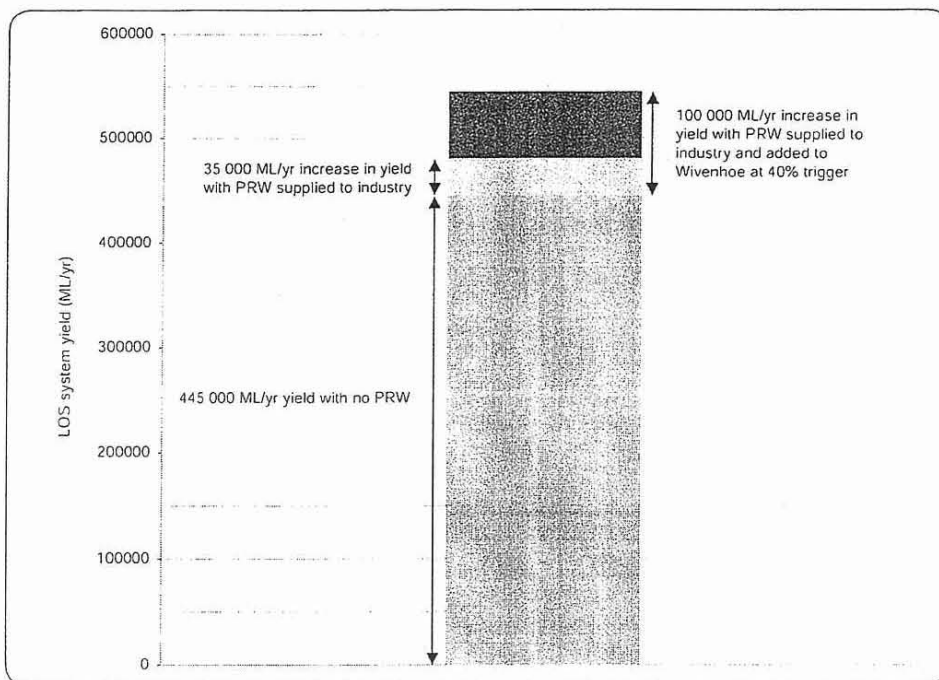 600000
500000
400000
300000
200000
100000
0
LOS system yield (ML/yr)
35 000 ML/yr increase in yield
with PRW supplied to industry
445 000 ML/yr yield with no PRW
100 000 ML/yr increase in
yield with PRW supplied to
industry and added to
Wivenhoe at 40% trigger